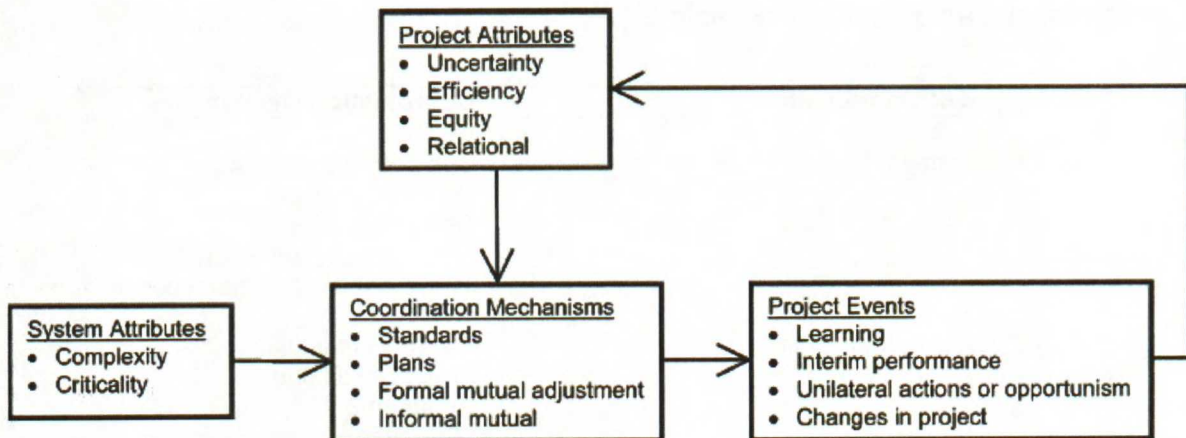 Project Attributes
• Uncertainty
• Efficiency
• Equity
• Relational
System Attributes
• Complexity
• Criticality
Coordination Mechanisms
• Standards
• Plans
• Formal mutual adjustment
• Informal mutual
Project Events
• Learning
• Interim performance
• Unilateral actions or opportunism
• Changes in project